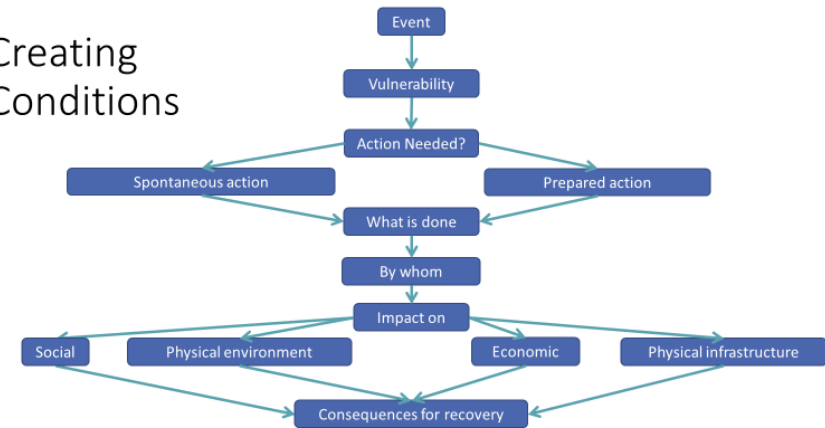 Creating
Conditions
Event
Vulnerability
Action Needed?
Spontaneous action
Prepared action
What is done
By whom
Impact on
Social
Physical environment
Economic
Physical infrastructure
Consequences for recovery